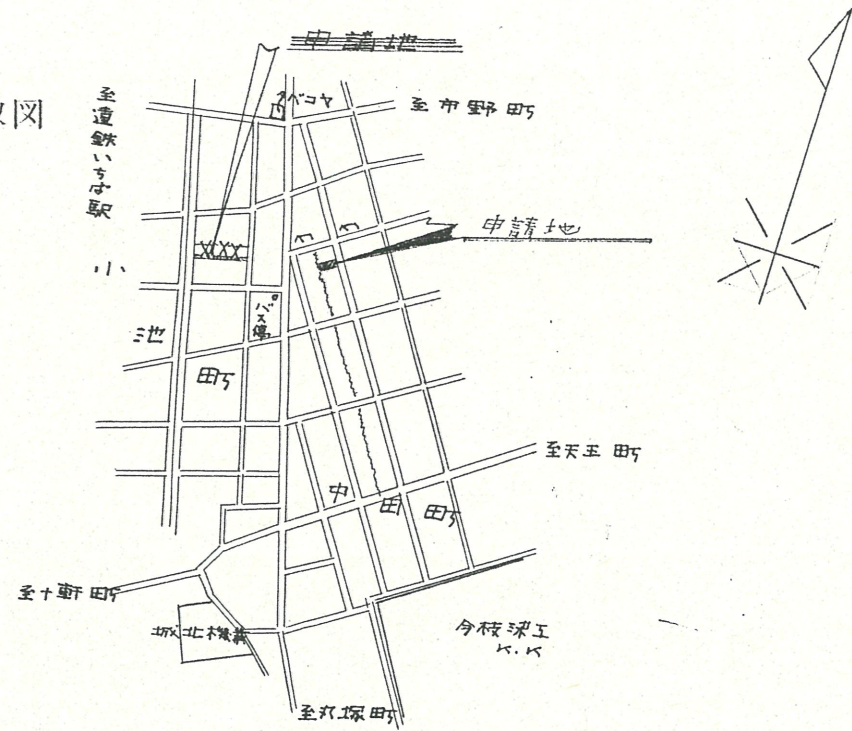 図
申請地
至遠鉄いちば駅
タバコヤ
至市野町
申請地
小池町
バス停
至天王町
中田町
至十軒町
城北機業
今枝染工
K.K
至丸塚町